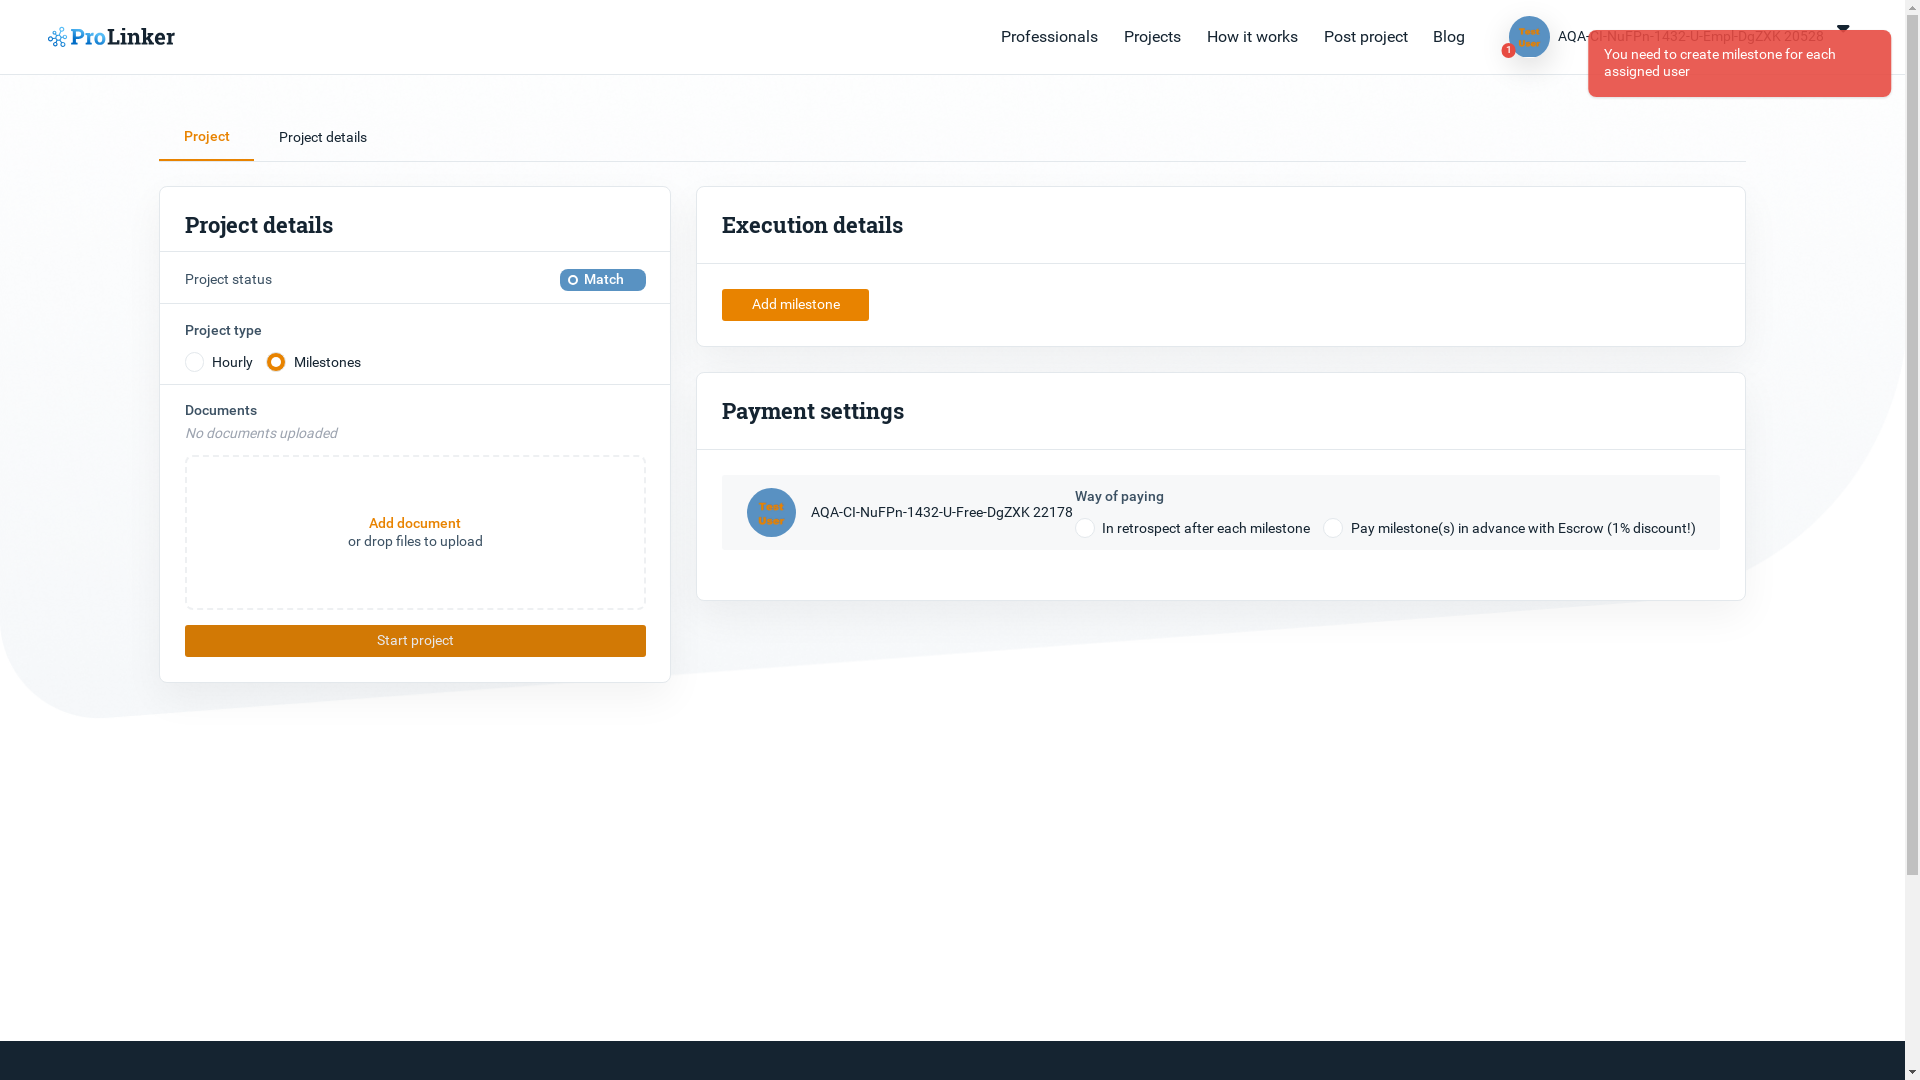 ProLinker
Professionals
Projects
How it works
Post project
Blog
Test
User
1
AQA-CI-NuFPn-1432-U-Empl-DgZXK 20528
You need to create milestone for each
assigned user
Project
Project details
Project details
Project status
Match
Project type
Hourly
Milestones
Documents
No documents uploaded
Add document
or drop files to upload
Start project
Execution details
Add milestone
Payment settings
Test
User
AQA-CI-NuFPn-1432-U-Free-DgZXK 22178
Way of paying
In retrospect after each milestone
Pay milestone(s) in advance with Escrow (1% discount!)